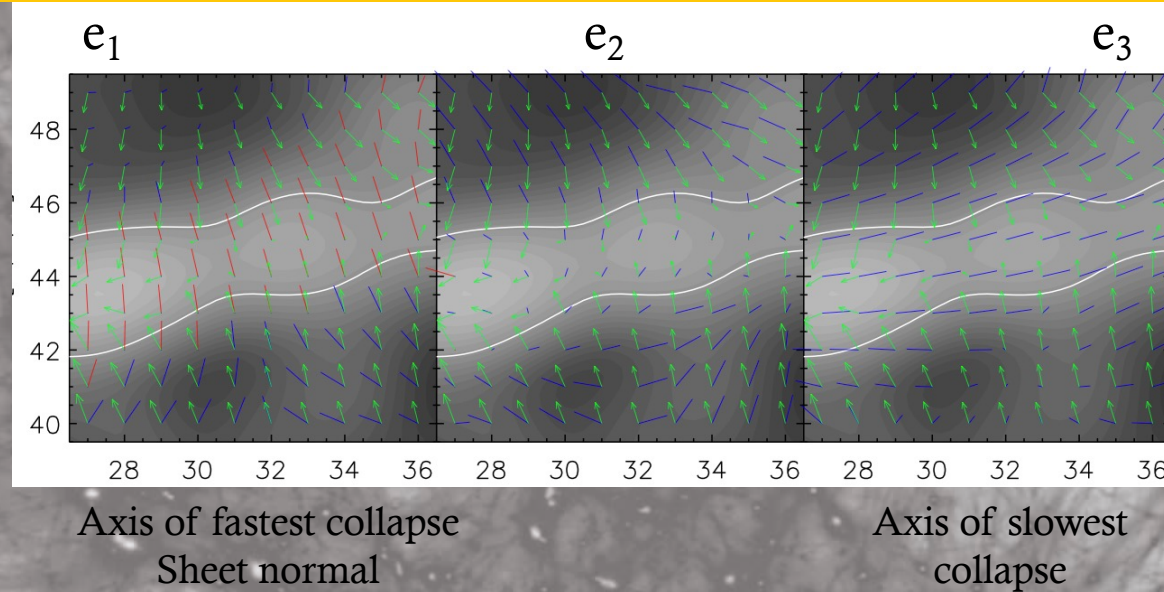 e₁ e₂ e₃
48
46
44
42
40
28 30 32 34 36 28 30 32 34 36 28 30 32 34 36
Axis of fastest collapse
Sheet normal
Axis of slowest
collapse